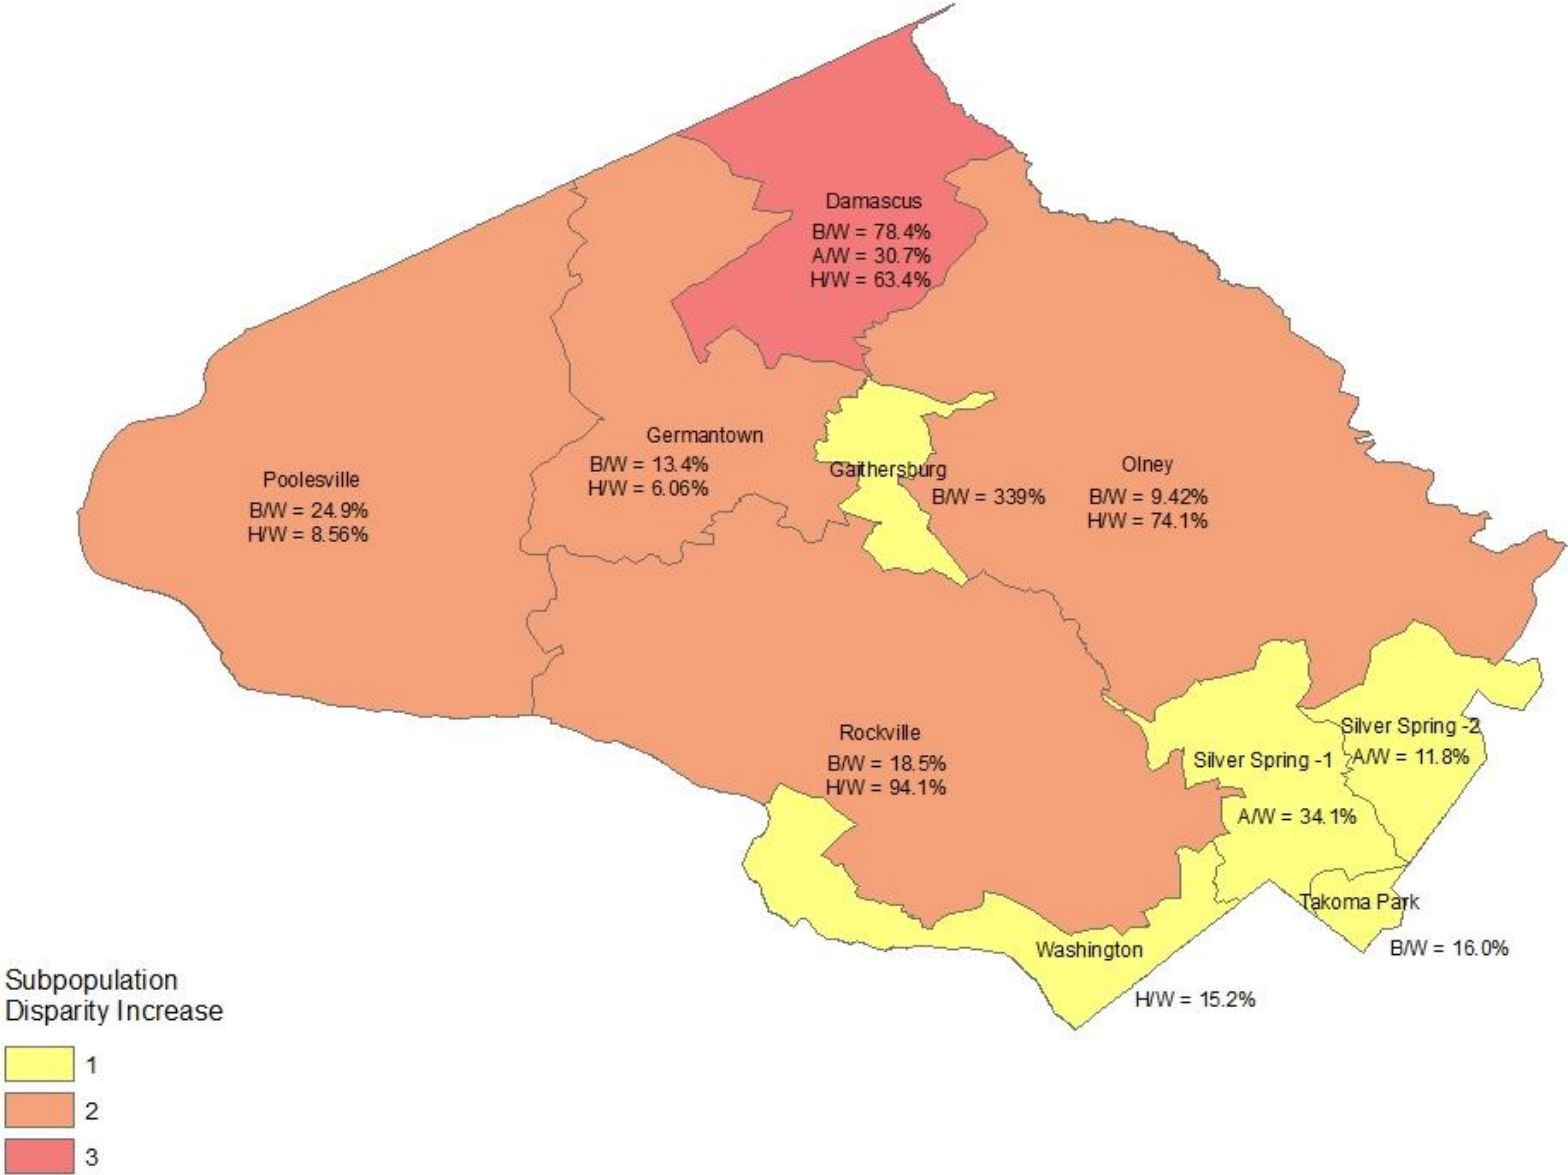 Damascus
B/W = 78.4%
A/W = 30.7%
H/W = 63.4%
Germantown
B/W = 13.4%
H/W = 6.06%
Poolesville
B/W = 24.9%
H/W = 8.56%
Gaithersburg
B/W = 339%
Olney
B/W = 9.42%
H/W = 74.1%
Rockville
B/W = 18.5%
H/W = 94.1%
Silver Spring -2
A/W = 11.8%
Silver Spring -1
A/W = 34.1%
Takoma Park
B/W = 16.0%
Washington
H/W = 15.2%
Subpopulation
Disparity Increase
1
2
3